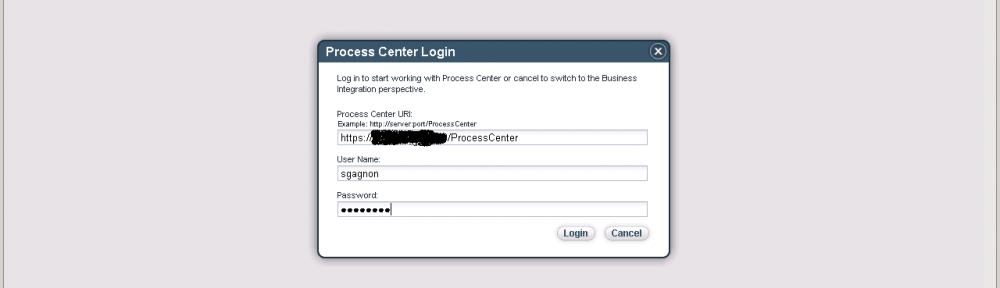 Process Center Login
Log in to start working with Process Center or cancel to switch to the Business
Integration perspective.
Process Center URI:
Example: http://server:port/ProcessCenter
https:/ /ProcessCenter
User Name:
sgagnon
Password:
Login Cancel